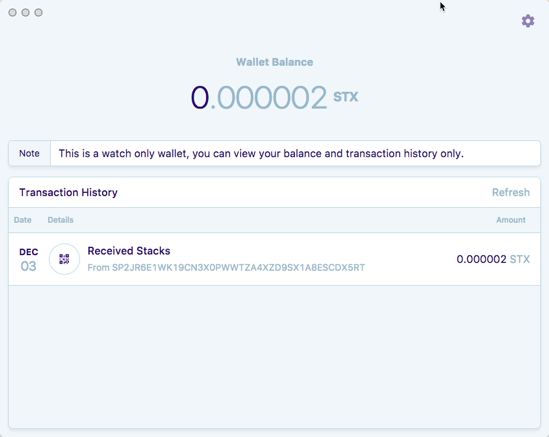 Wallet Balance
0.000002 STX
Note This is a watch only wallet, you can view your balance and transaction history only.
Transaction History Refresh
Date Details Amount
DEC 03 Received Stacks 0.000002 STX
From SP2JR6E1WK19CN3X0PWWTZA4XZD9SX1A8ESCDX5RT